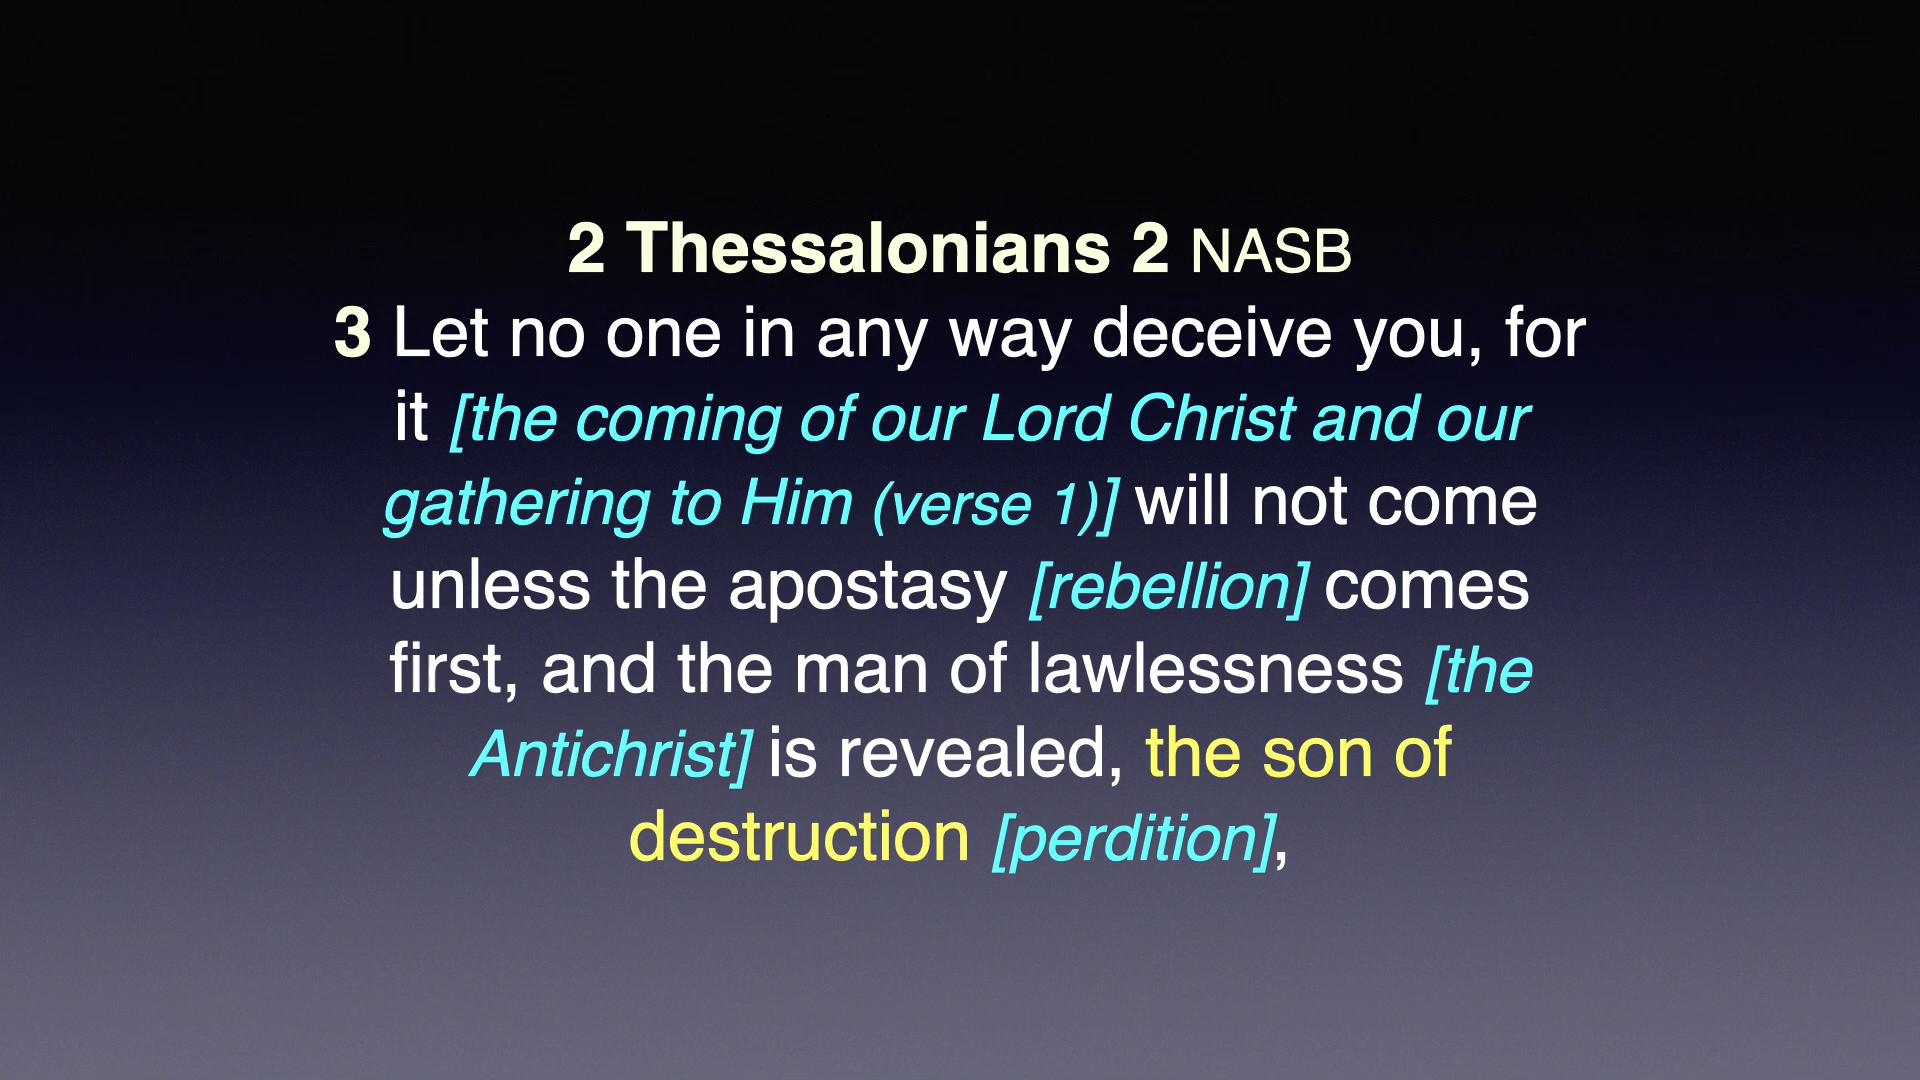 2 Thessalonians 2 NASB
3 Let no one in any way deceive you, for
it [the coming of our Lord Christ and our
gathering to Him (verse 1)] will not come
unless the apostasy [rebellion] comes
first, and the man of lawlessness [the
Antichrist] is revealed, the son of
destruction [perdition],